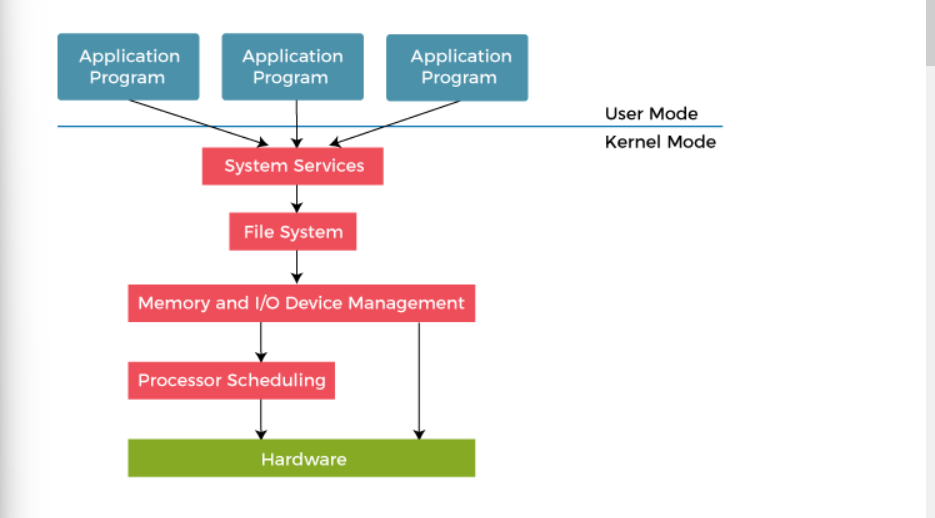 Application
Program
Application
Program
Application
Program
User Mode
Kernel Mode
System Services
File System
Memory and I/O Device Management
Processor Scheduling
Hardware